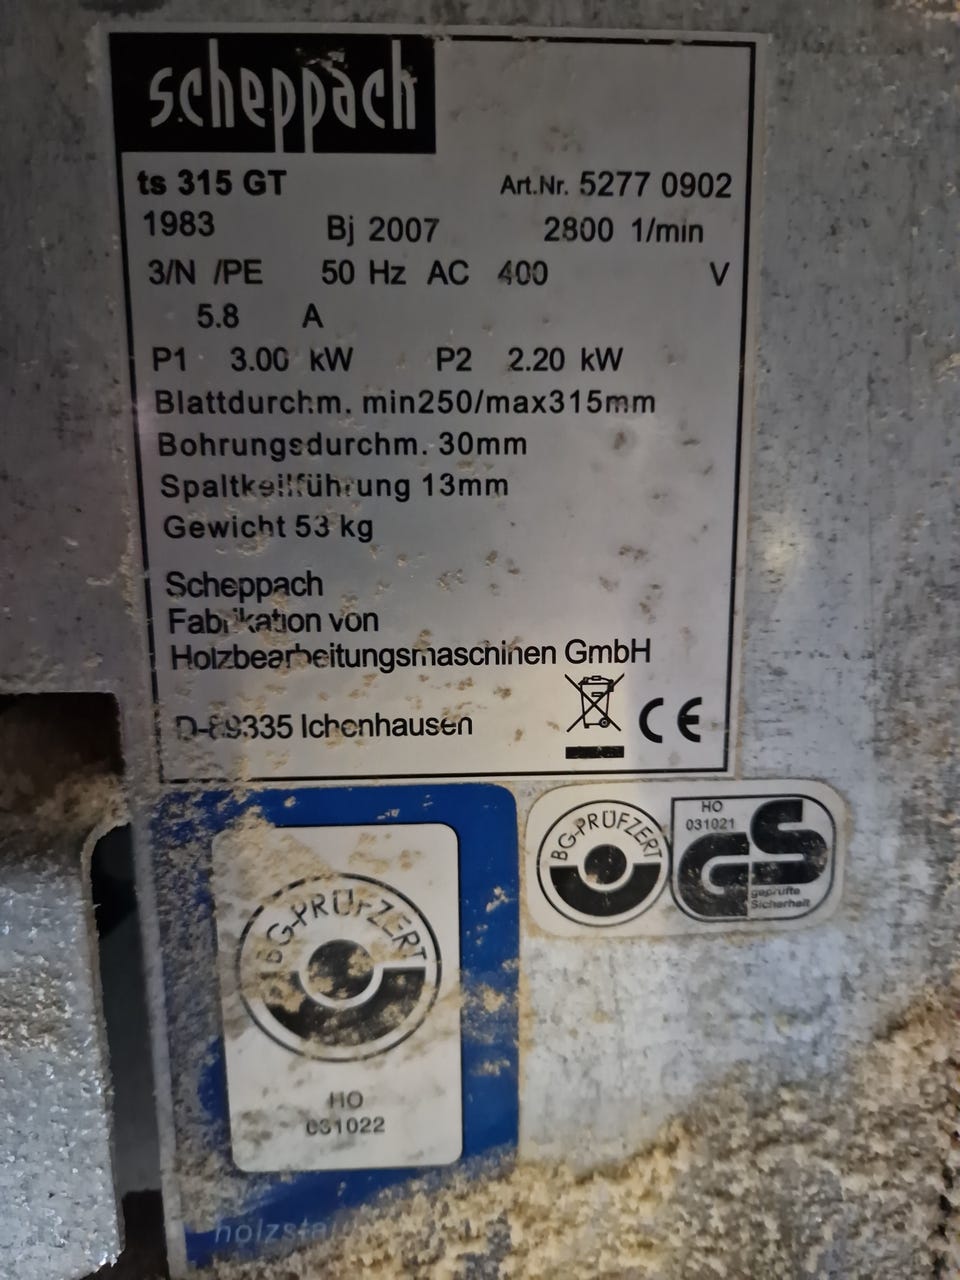 scheppach
ts 315 GT Art.Nr. 5277 0902
1983 Bj 2007 2800 1/min
3/N /PE 50 Hz AC 400 V
5.8 A
P1 3.00 kW P2 2.20 kW
Blattdurchm. min250/max315mm
Bohrungsdurchm. 30mm
Spaltkeilführung 13mm
Gewicht 53 kg
Scheppach
Fabrikation von
Holzbearbeitungsmaschinen GmbH
D-89335 Ichenhausen
CE
BG-PRÜFZERT
HO
031021
GS
geprüfte
Sicherheit
BG-PRÜFZERT
HO
031022